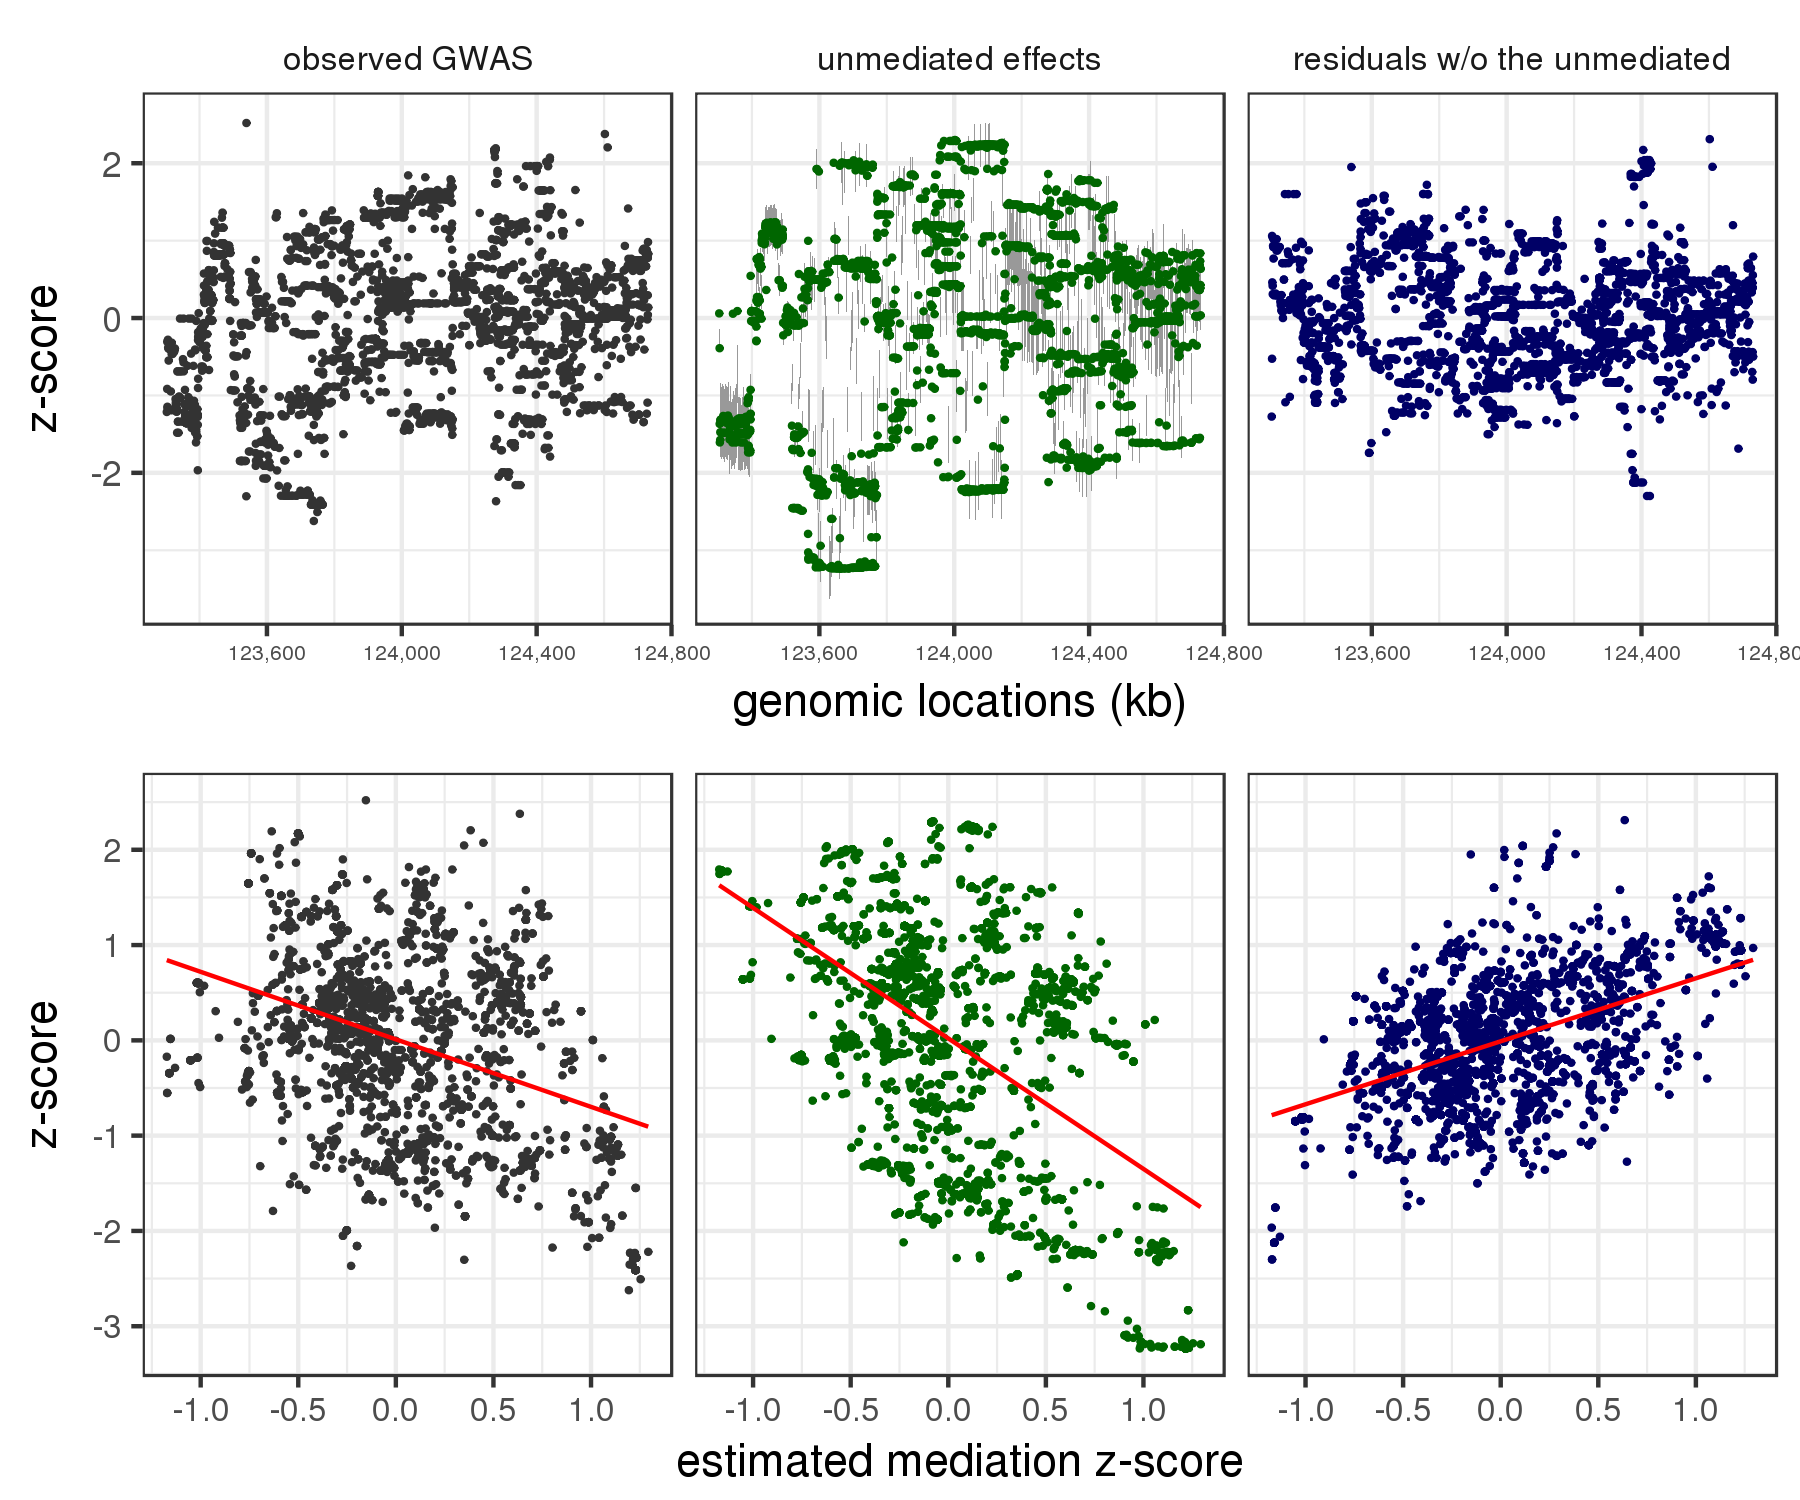 observed GWAS unmediated effects residuals w/o the unmediated
z-score
2
0
-2
123,600 124,000 124,400 124,800 123,600 124,000 124,400 124,800 123,600 124,000 124,400 124,80
genomic locations (kb)
z-score
2
1
0
-1
-2
-3
-1.0 -0.5 0.0 0.5 1.0 -1.0 -0.5 0.0 0.5 1.0 -1.0 -0.5 0.0 0.5 1.0
estimated mediation z-score